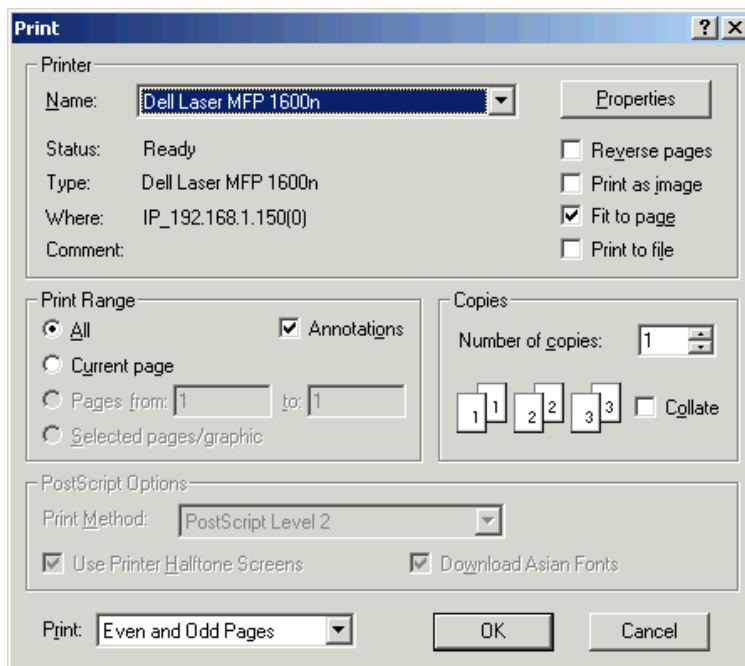 Print
Printer
Name: Dell Laser MFP 1600n Properties
Status: Ready Reverse pages
Type: Dell Laser MFP 1600n Print as image
Where: IP_192.168.1.150(0) Fit to page
Comment: Print to file
Print Range
All Annotations
Current page
Pages from: 1 to: 1
Selected pages/graphic
Copies
Number of copies: 1
1 1 2 2 3 3 Collate
PostScript Options
Print Method: PostScript Level 2
Use Printer Halftone Screens Download Asian Fonts
Print: Even and Odd Pages OK Cancel